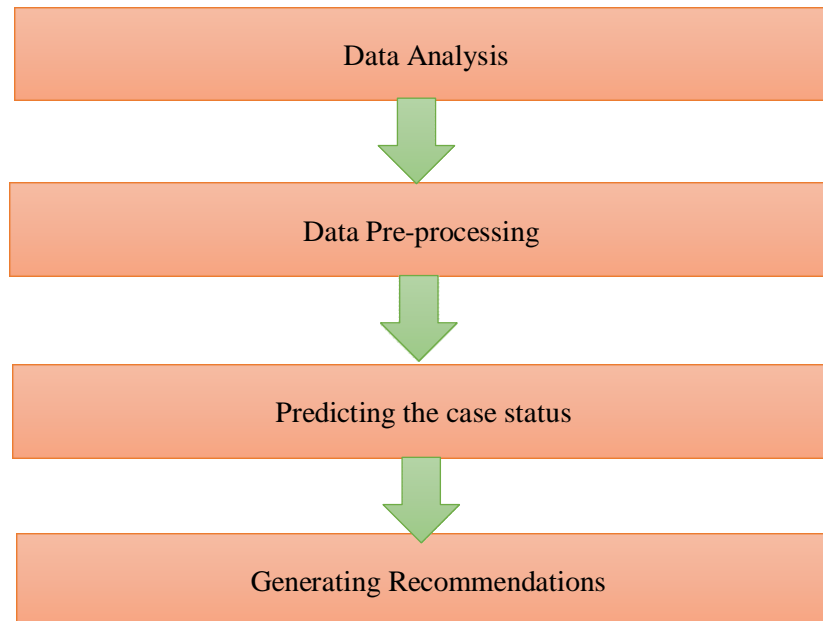 Data Analysis
Data Pre-processing
Predicting the case status
Generating Recommendations